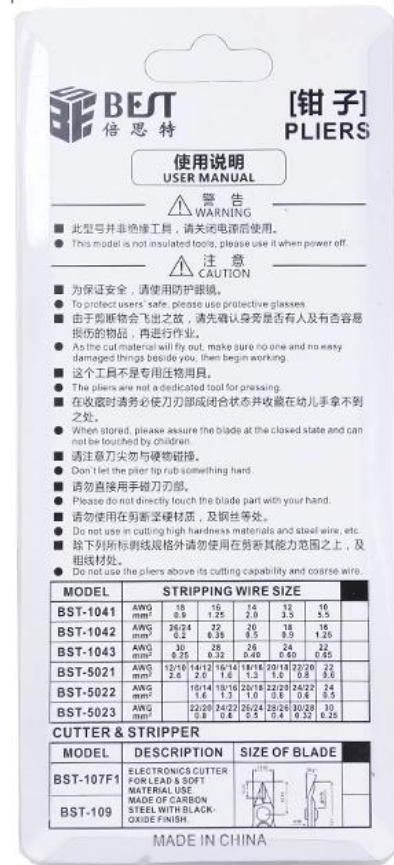 BEST
倍思特
[钳子]
PLIERS
使用说明
USER MANUAL
警 告
WARNING
■ 此型号并非绝缘工具，请关闭电源后使用。
● This model is not insulated tools, please use it when power off.
注 意
CAUTION
■ 为保证安全，请使用防护眼镜。
● To protect users' safe, please use protective glasses.
■ 由于剪断物会飞出之故，请先确认身旁是否有人及有否容易
损伤的物品，再进行作业。
● As the cut material will fly out, make sure no one and no easy
damaged things beside you, then begin working.
■ 这个工具不是专用压物用具。
● The pliers are not a dedicated tool for pressing.
■ 在收藏时请务必使刀刃部成闭合状态并收藏在幼儿手拿不到
之处。
● When stored, please assure the blade at the closed state and can
not be touched by children.
■ 请注意刀尖勿与硬物碰撞。
● Don't let the plier tip rub something hard.
■ 请勿直接用手碰刀刃部。
● Please do not directly touch the blade part with your hand.
■ 请勿使用在剪断坚硬材质，及钢丝等处。
● Do not use in cutting high hardness materials and steel wire, etc.
■ 除下列所标剥线规格外请勿使用在剪断其能力范围之上，及
粗线材处。
● Do not use the pliers above its cutting capability and coarse wire.
MODEL STRIPPING WIRE SIZE
BST-1041 AWG 18 16 14 12 10
mm² 0.9 1.25 2.0 3.5 5.5
BST-1042 AWG 26/24 22 20 18 16
mm² 0.2 0.35 0.5 0.9 1.25
BST-1043 AWG 30 28 26 24 22
mm² 0.25 0.32 0.40 0.60 0.65
BST-5021 AWG 12/10 14/12 16/14 18/16 20/18 22/20 22
mm² 2.6 2.0 1.6 1.3 1.0 0.8 0.6
BST-5022 AWG 16/14 18/16 20/18 22/20 24/22 24
mm² 1.6 1.3 1.0 0.8 0.6 0.5
BST-5023 AWG 22/20 24/22 26/24 28/26 30/28 30
mm² 0.8 0.6 0.5 0.4 0.32 0.25
CUTTER & STRIPPER
MODEL DESCRIPTION SIZE OF BLADE
BST-107F1
BST-109
ELECTRONICS CUTTER
FOR LEAD & SOFT
MATERIAL USE.
MADE OF CARBON
STEEL WITH BLACK-
OXIDE FINISH.
MADE IN CHINA